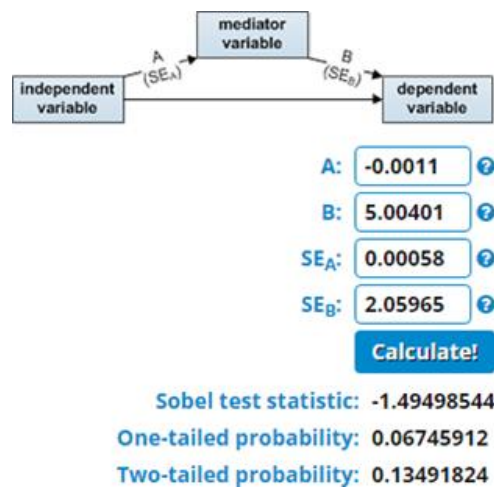 mediator
variable
A
(SEA)
B
(SEB)
independent
variable
dependent
variable
A: -0.0011 ?
B: 5.00401 ?
SEA: 0.00058 ?
SEB: 2.05965 ?
Calculate!
Sobel test statistic: -1.49498544
One-tailed probability: 0.06745912
Two-tailed probability: 0.13491824